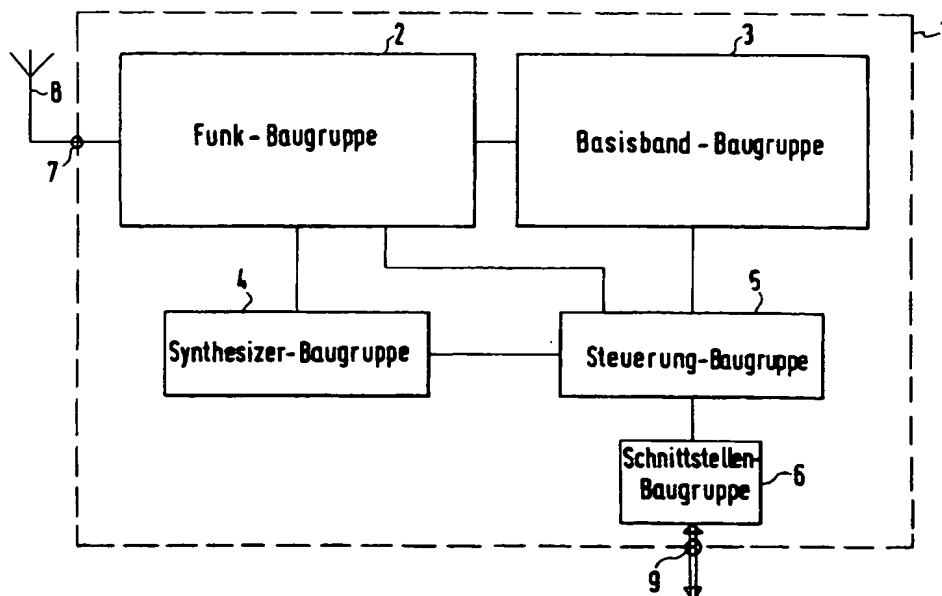 2
3
8
Funk-Baugruppe
Basisband-Baugruppe
7
4
5
Synthesizer-Baugruppe
Steuerung-Baugruppe
Schnittstellen-
Baugruppe
6
9